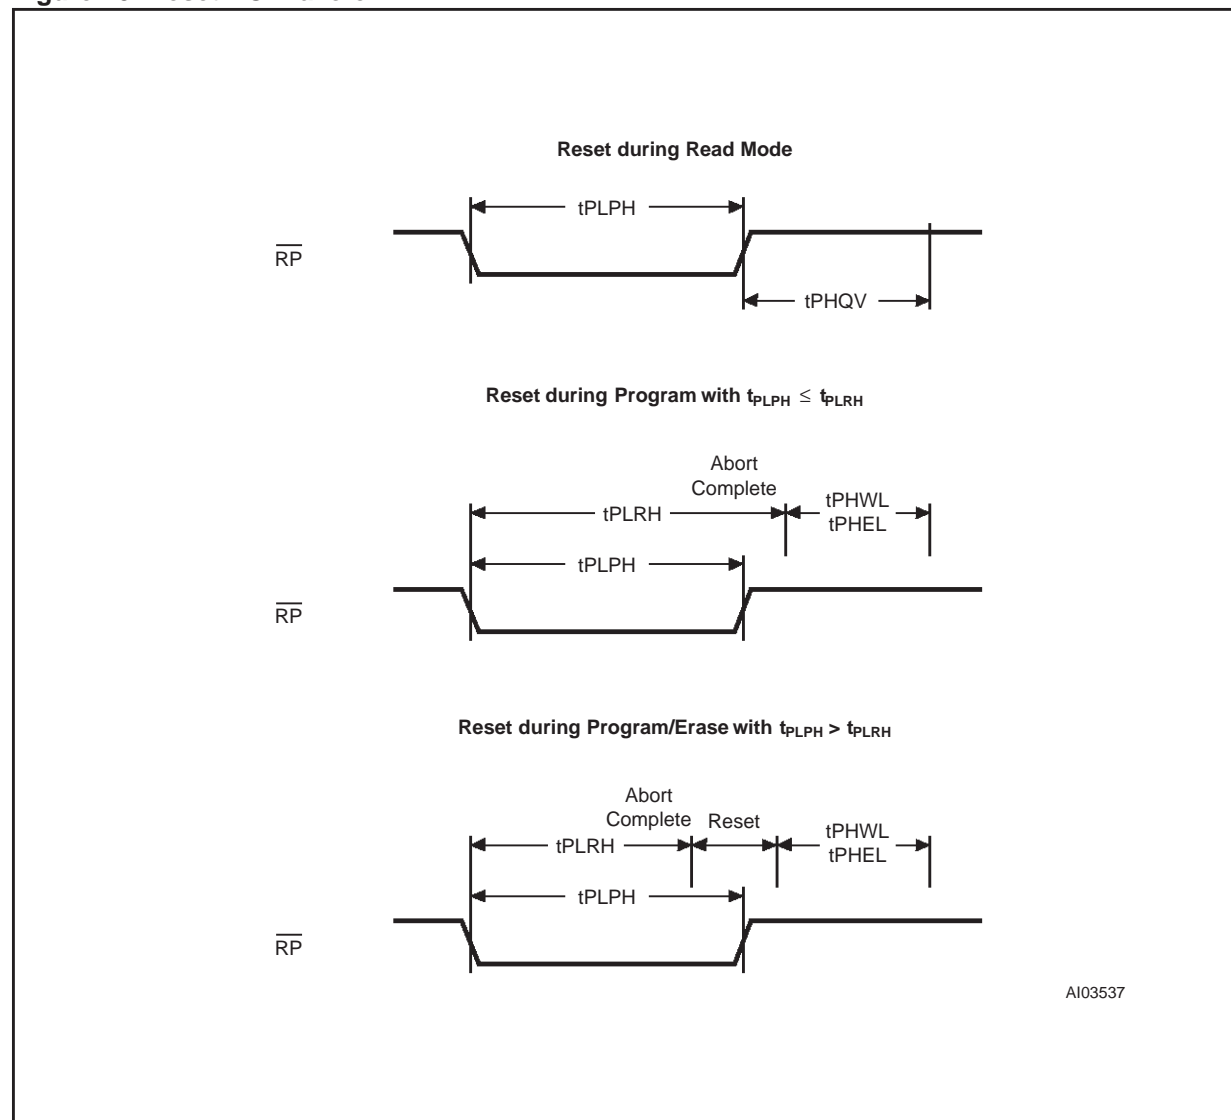 Reset during Read Mode
tPLPH
RP
tPHQV
Reset during Program with tPLPH ≤ tPLRH
Abort
Complete
tPHWL
tPLRH
tPHEL
tPLPH
RP
Reset during Program/Erase with tPLPH > tPLRH
Abort
Complete
Reset
tPHWL
tPLRH
tPHEL
tPLPH
RP
AI03537